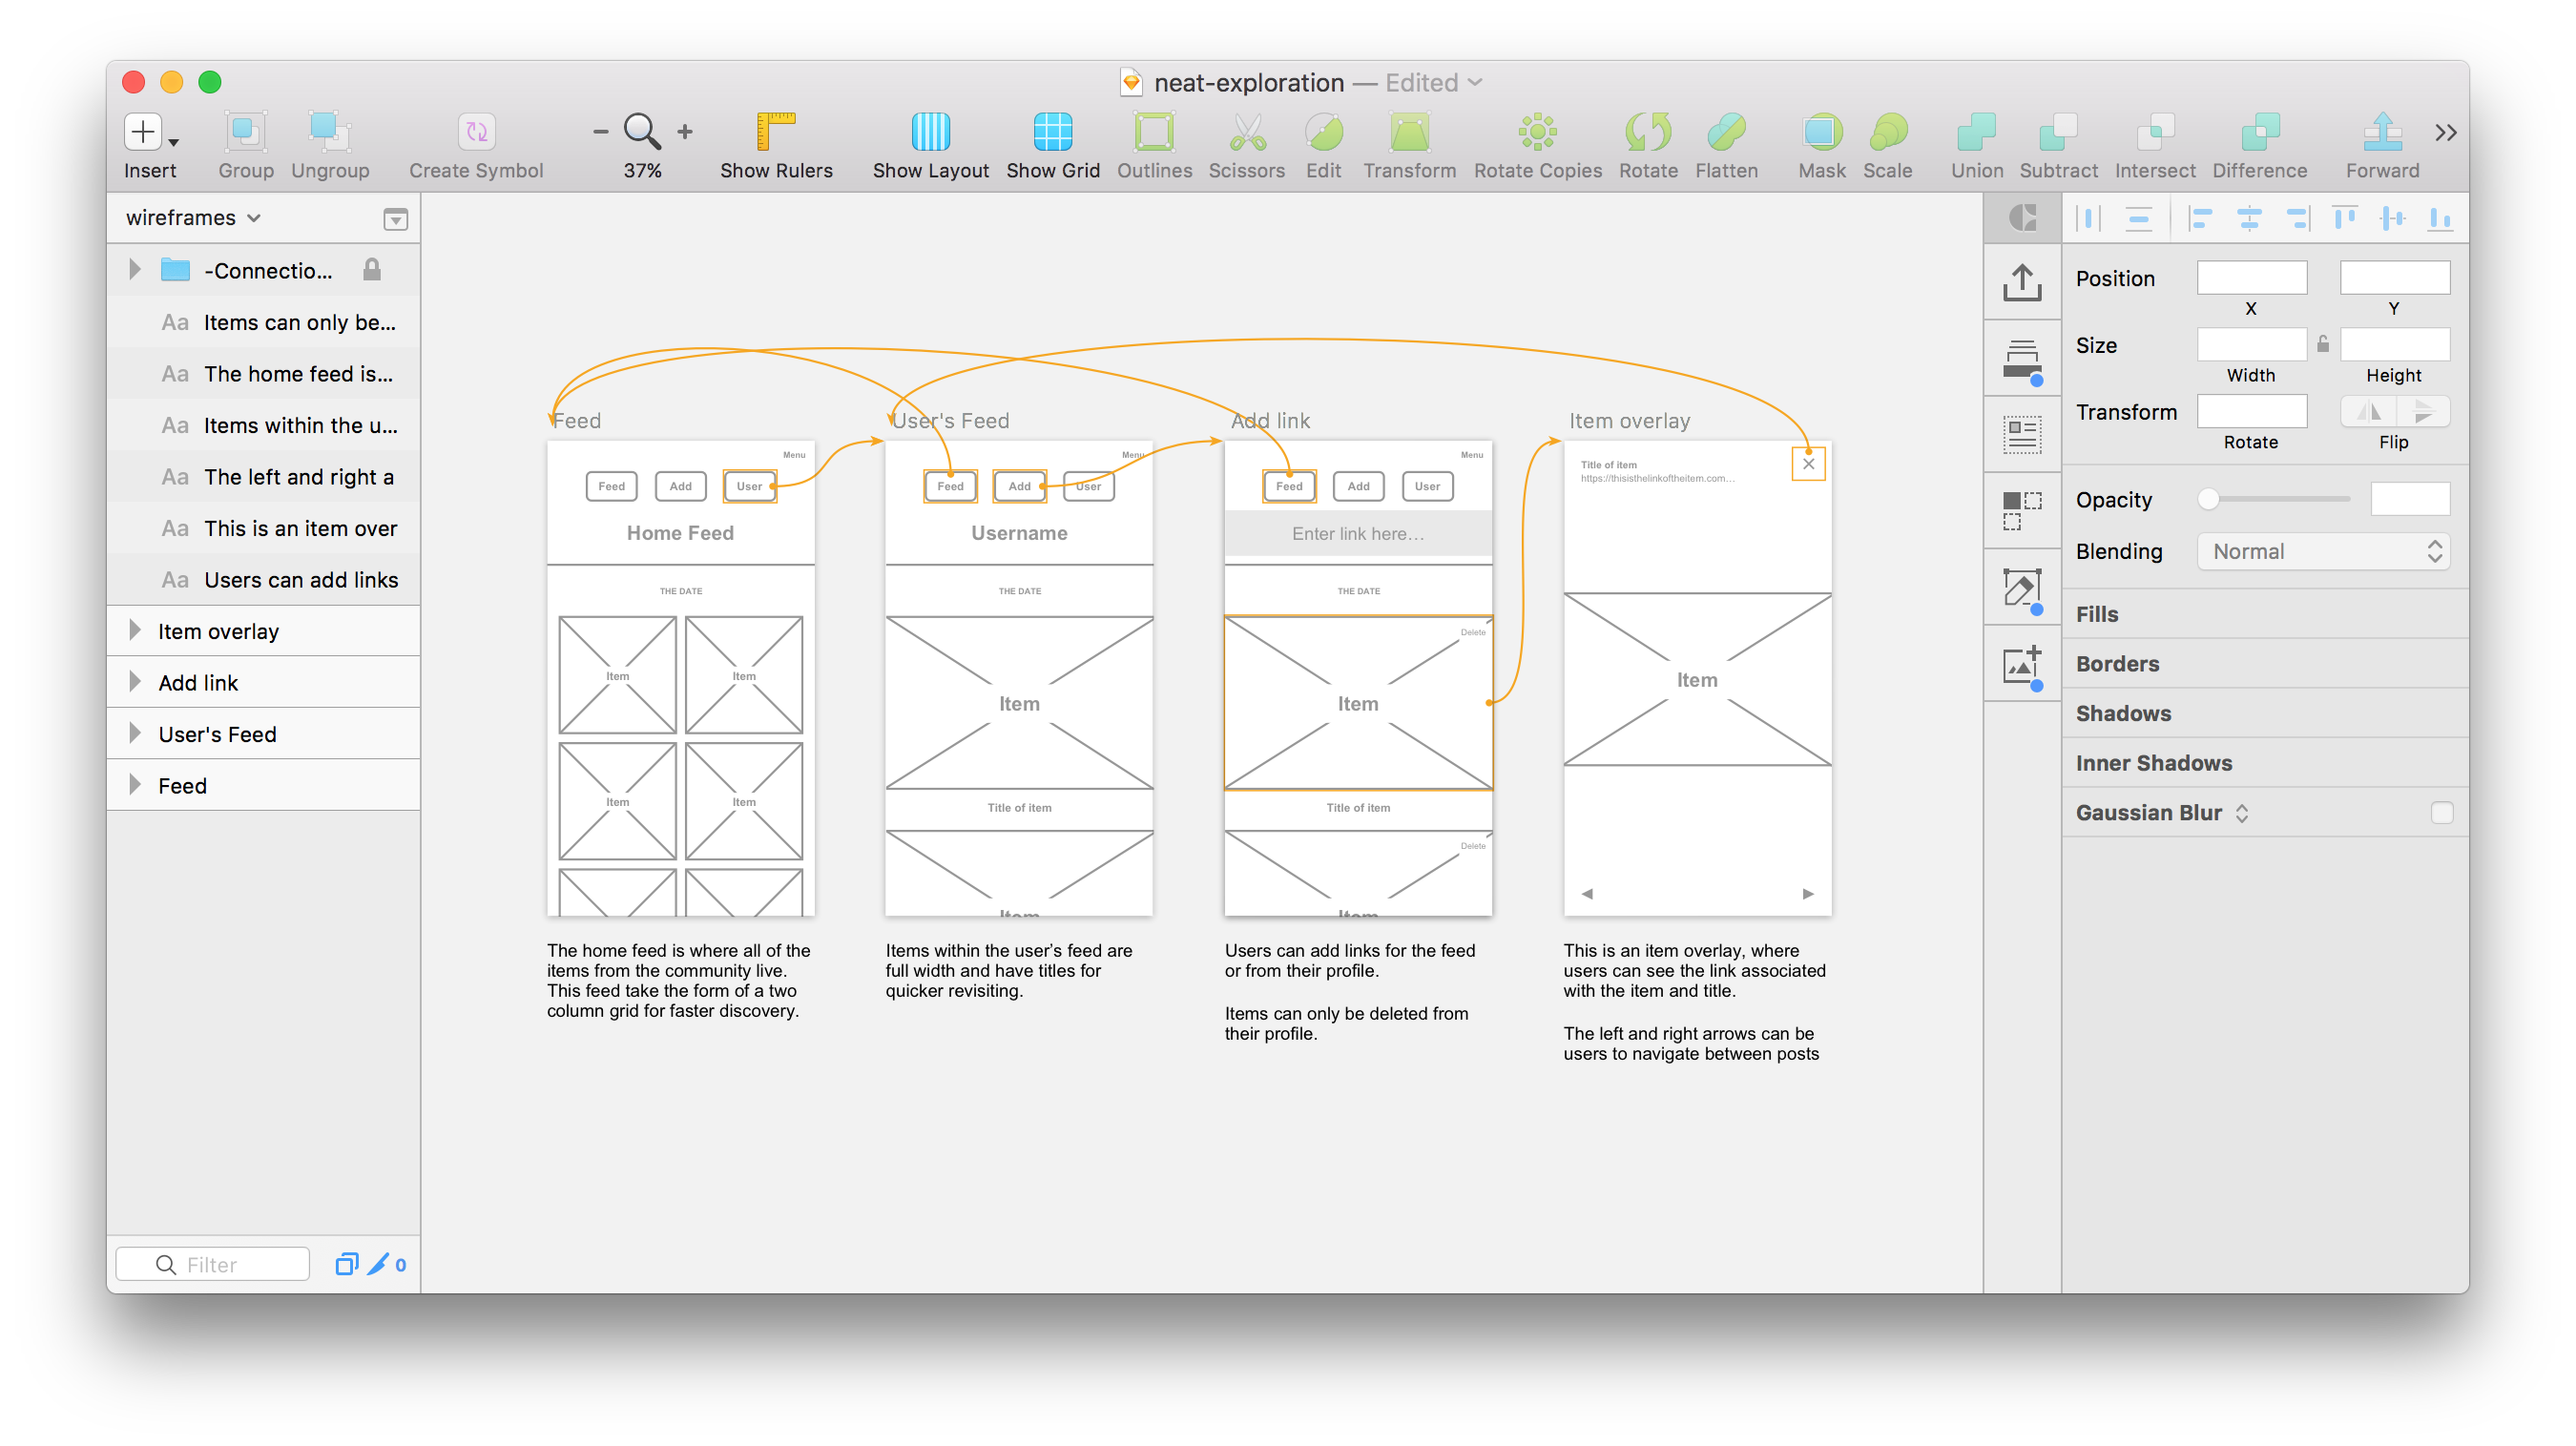 neat-exploration — Edited
Insert
Group
Ungroup
Create Symbol
37%
Show Rulers
Show Layout
Show Grid
Outlines
Scissors
Edit
Transform
Rotate Copies
Rotate
Flatten
Mask
Scale
Union
Subtract
Intersect
Difference
Forward
wireframes
-Connectio...
Aa Items can only be...
Aa The home feed is...
Aa Items within the u...
Aa The left and right a
Aa This is an item over
Aa Users can add links
Item overlay
Add link
User's Feed
Feed
Filter
0
Feed
Menu
Feed Add User
Home Feed
THE DATE
Item Item
Item Item
The home feed is where all of the
items from the community live.
This feed take the form of a two
column grid for faster discovery.
User's Feed
Menu
Feed Add User
Username
THE DATE
Item
Title of item
Item
Items within the user’s feed are
full width and have titles for
quicker revisiting.
Add link
Menu
Feed Add User
Enter link here…
THE DATE
Delete
Item
Title of item
Delete
Item
Users can add links for the feed
or from their profile.
Items can only be deleted from
their profile.
Item overlay
Title of item
https://thisisthelinkoftheitem.com…
Item
This is an item overlay, where
users can see the link associated
with the item and title.
The left and right arrows can be
users to navigate between posts
Position
X Y
Size
Width Height
Transform
Rotate Flip
Opacity
Blending Normal
Fills
Borders
Shadows
Inner Shadows
Gaussian Blur